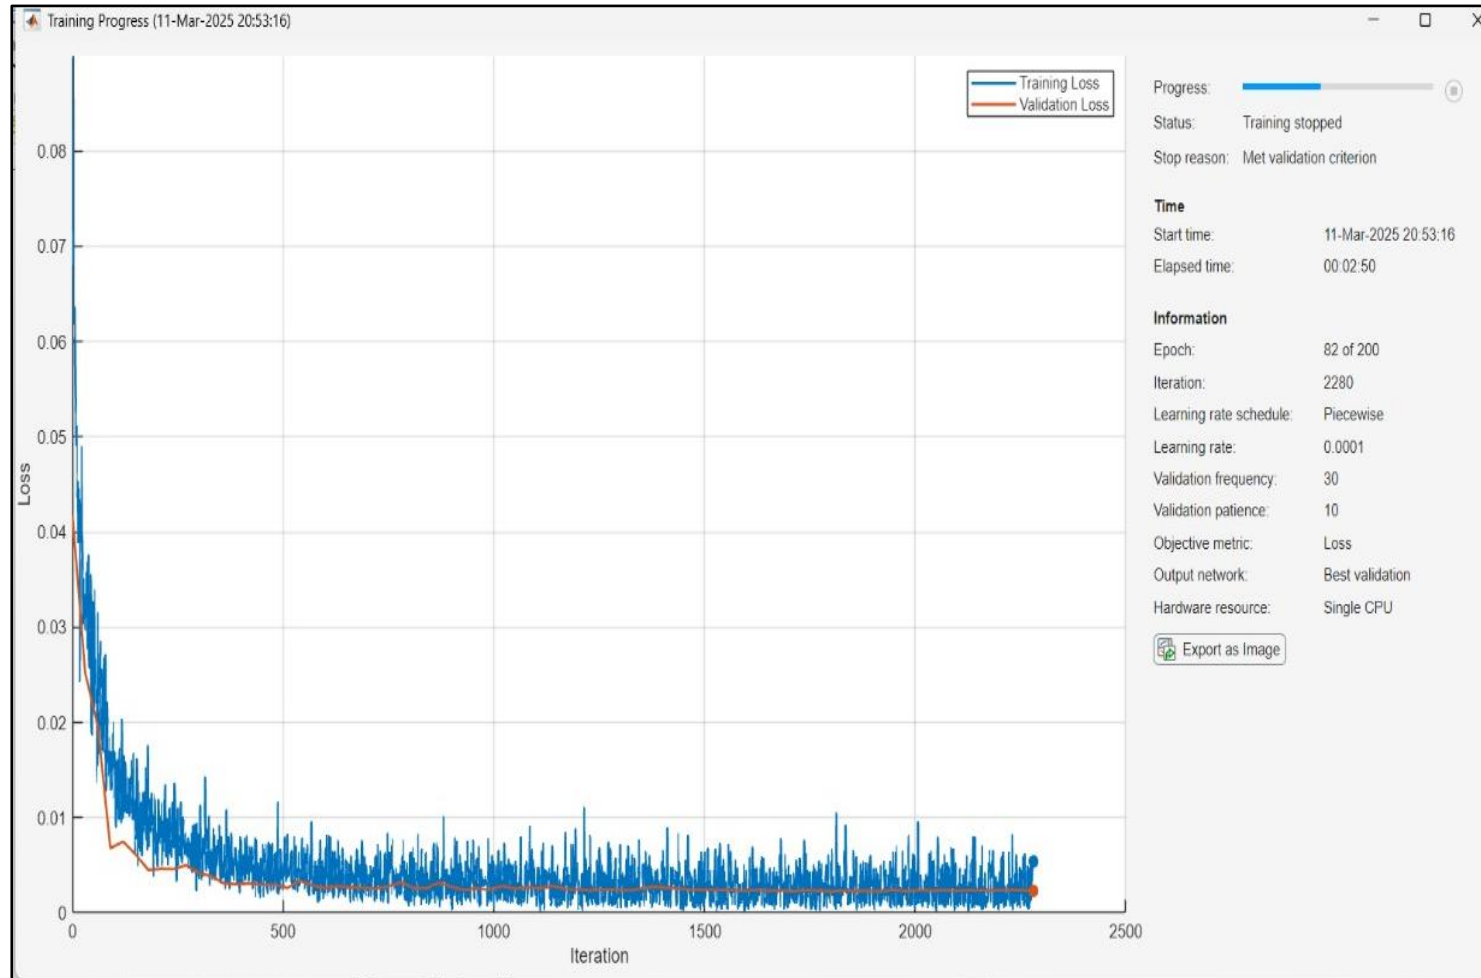 Training Progress (11-Mar-2025 20:53:16)
Training Loss
Validation Loss
0.08
0.07
0.06
0.05
0.04
0.03
0.02
0.01
0
Loss
0
500
1000
1500
2000
2500
Iteration
Progress:
Status: Training stopped
Stop reason: Met validation criterion
Time
Start time: 11-Mar-2025 20:53:16
Elapsed time: 00:02:50
Information
Epoch: 82 of 200
Iteration: 2280
Learning rate schedule: Piecewise
Learning rate: 0.0001
Validation frequency: 30
Validation patience: 10
Objective metric: Loss
Output network: Best validation
Hardware resource: Single CPU
Export as Image